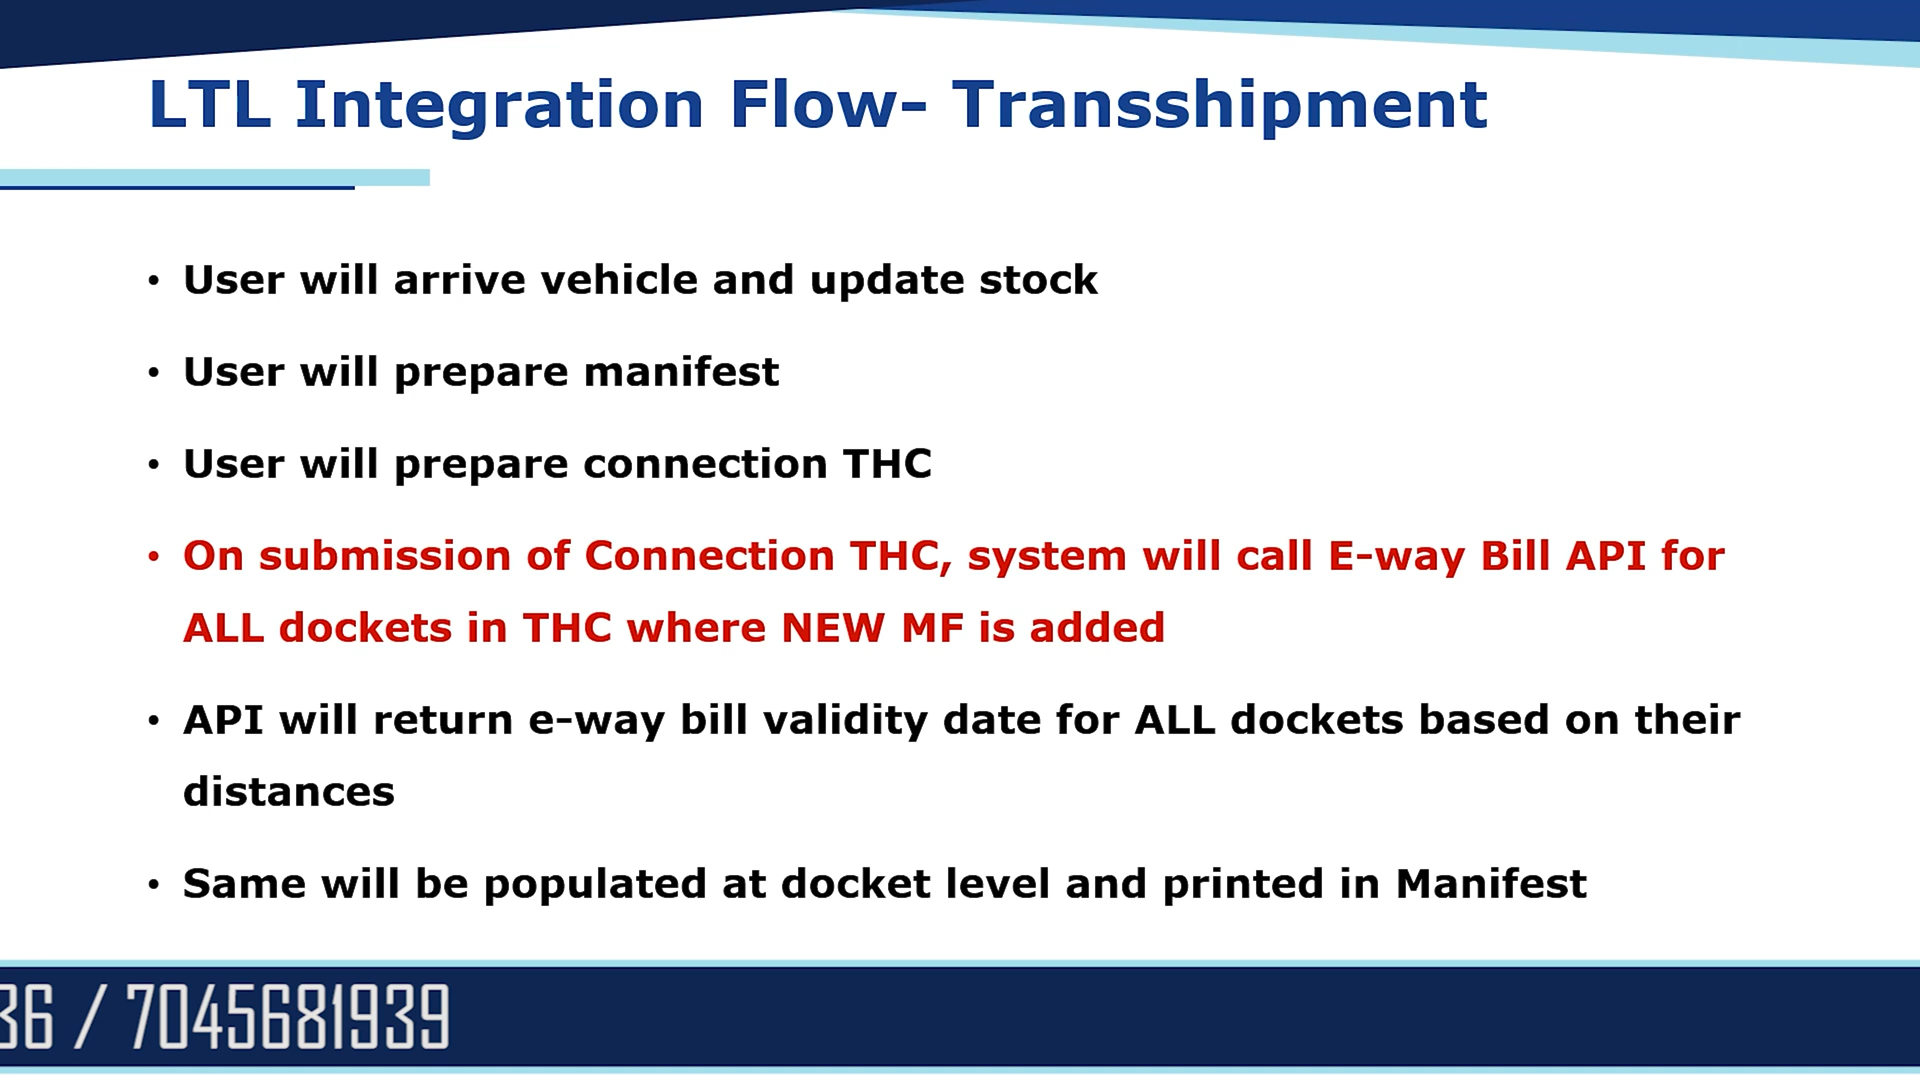 LTL Integration Flow- Transshipment
• User will arrive vehicle and update stock
• User will prepare manifest
• User will prepare connection THC
• On submission of Connection THC, system will call E-way Bill API for
ALL dockets in THC where NEW MF is added
• API will return e-way bill validity date for ALL dockets based on their
distances
• Same will be populated at docket level and printed in Manifest
36 / 7045681939